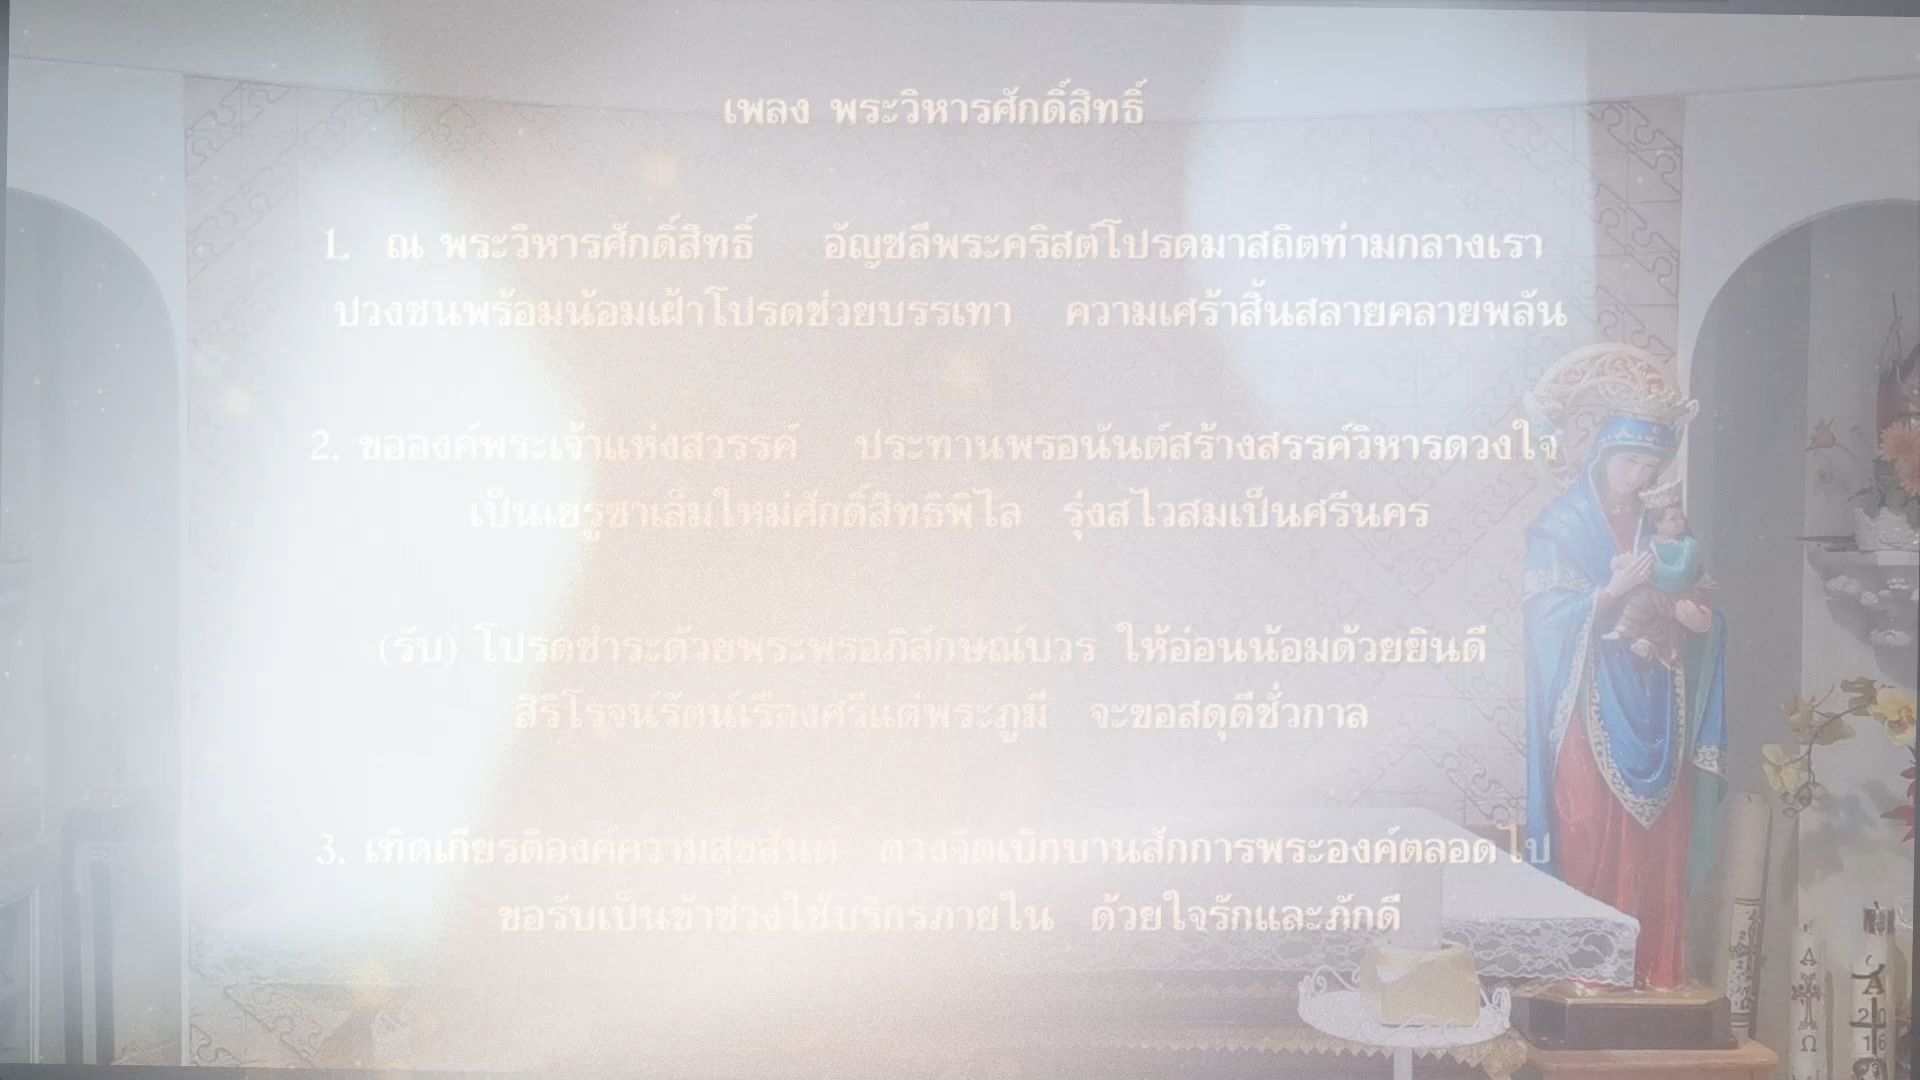 เพลง พระวิหารศักดิ์สิทธิ์
1. ณ พระวิหารศักดิ์สิทธิ์ อัญชลีพระคริสต์โปรดมาสถิตท่ามกลางเรา
ปวงชนพร้อมน้อมเฝ้าโปรดช่วยบรรเทา ความเศร้าสิ้นสลายคลายพลัน
2. ขอองค์พระเจ้าแห่งสวรรค์ ประทานพรอนันต์สร้างสรรค์วิหารดวงใจ
เป็นเยรูซาเล็มใหม่ศักดิ์สิทธิพิไล รุ่งสไวสมเป็นศรีนคร
(รับ) โปรดชำระด้วยพระพรอภิลักษณ์บวร ให้อ่อนน้อมด้วยยินดี
สิริโรจน์รัตน์เรืองศรีแด่พระภูมี จะขอสดุดีชั่วกาล
3. เทิดเกียรติองค์ความสุขสันต์ ดวงจิตเบิกบานสักการพระองค์ตลอดไป
ขอรับเป็นข้าช่วงใช้บริกรภายใน ด้วยใจรักและภักดี
Α
Ω
Α
2 0
1 6